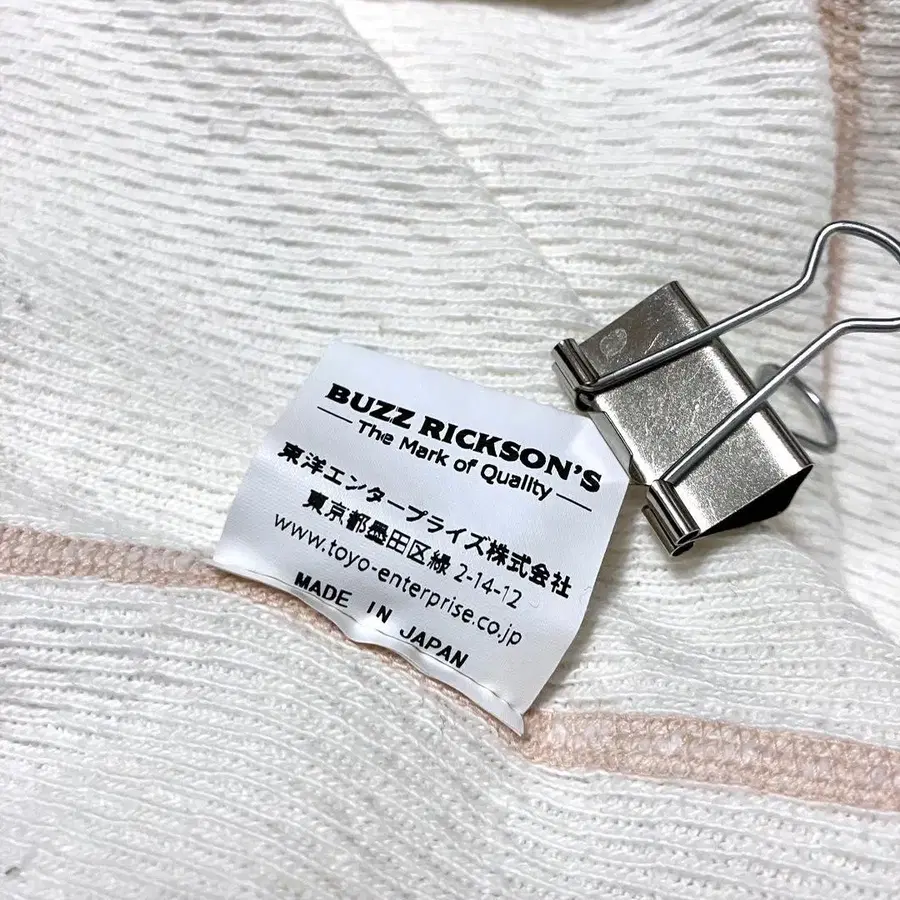 BUZZ RICKSON'S
The Mark of Quality
東洋エンタープライズ株式会社
東京都墨田区緑 2-14-12
www.toyo-enterprise.co.jp
MADE IN JAPAN